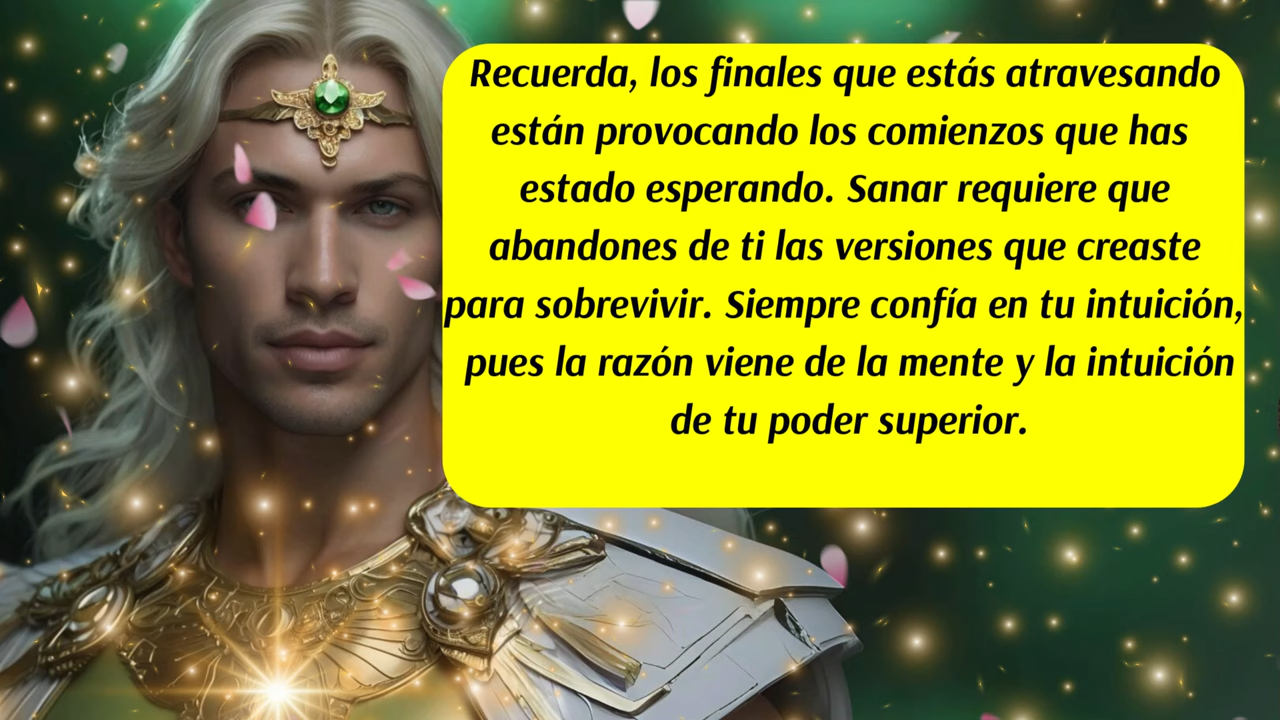 Recuerda, los finales que estás atravesando
están provocando los comienzos que has
estado esperando. Sanar requiere que
abandones de ti las versiones que creaste
para sobrevivir. Siempre confía en tu intuición,
pues la razón viene de la mente y la intuición
de tu poder superior.